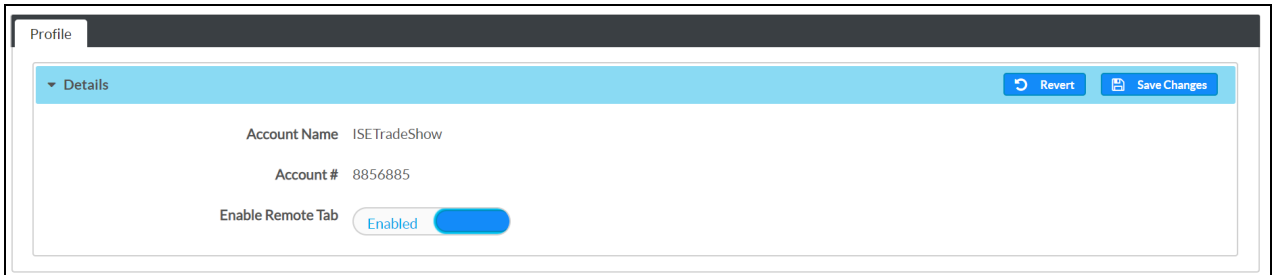 Profile
Details Revert Save Changes
Account Name ISETradeShow
Account # 8856885
Enable Remote Tab Enabled